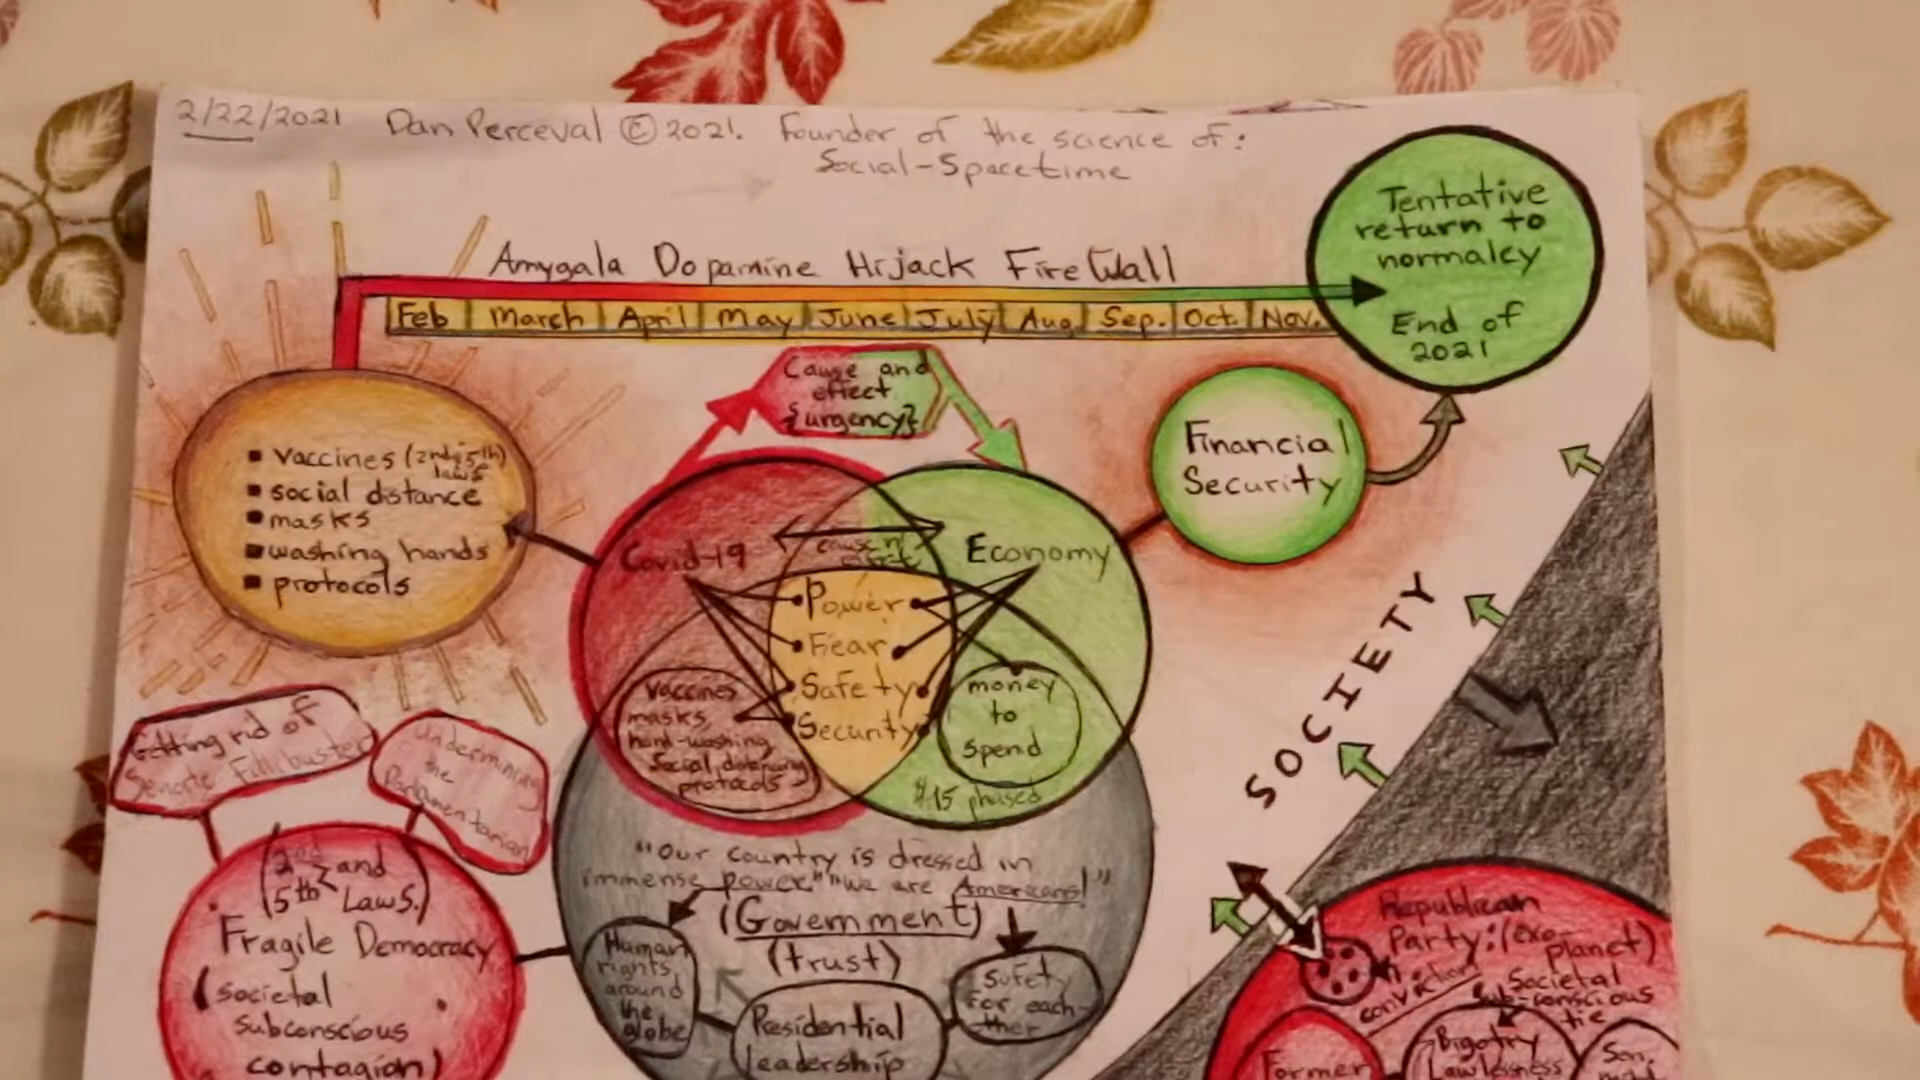 2/22/2021 Dan Perceval © 2021. Founder of the science of:
Social-Spacetime
Amygala Dopamine Hijack FireWall
Feb March April May June July Aug Sep. Oct. Nov.
Tentative
return to
normalcy
End of
2021
Cause and
effect
{urgency}
Financial
Security
▪ vaccines (2nd 5th)
laws
▪ social distance
▪ masks
▪ washing hands
▪ protocols
Covid-19
Economy
Power
Fear
Safety
Security
vaccines
masks,
hand-washing
Social distancing
protocols
money
to
spend
$15 phased
SOCIETY
Getting rid of
Senate Fillibuster
Undermining
the
Parliamentarian
(2nd and
5th Laws.)
Fragile Democracy
(societal
subconscious
contagion)
"Our country is dressed in
immense power" "we are Americans!"
(Government)
(trust)
Human
rights
around
the
globe
Safety
for each-
other
Presidential
leadership
Republican
Party: (exo-
planet)
conviction
Societal
sub-conscious
tie
Former
Bigotry
Lawlessness
Sen.